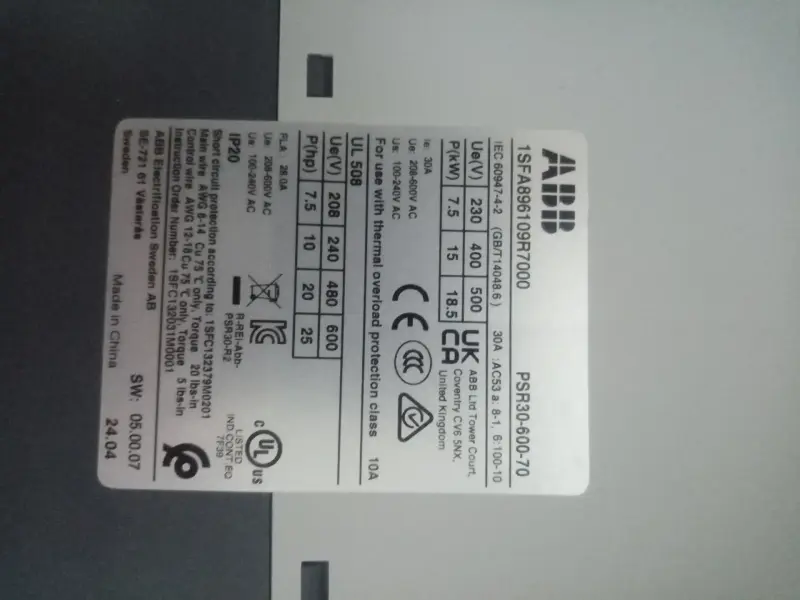 ABB
1SFA896109R7000 PSR30-600-70
IEC 60947-4-2 (GB/T14048.6) 30A :AC53 a: 8-1, 6:100-10
Ue(V) 230 400 500
P(kW) 7.5 15 18.5
UK
CA
ABB Ltd Tower Court,
Coventry CV6 5NX,
United Kingdom
Ie: 30A
Ue: 208-600V AC
Us: 100-240V AC
CE CCC
For use with thermal overload protection class 10A
UL 508
Ue(V) 208 240 480 600
P(hp) 7.5 10 20 25
FLA: 28.0A
Ue: 208-600V AC
Us: 100-240V AC
R-REI-Abb-
PSR30-R2
C UL US
LISTED
IND.CONT.EQ
7F39
IP20
Short circuit protection according to: 1SFC132379M0201
Main wire AWG 6-14 Cu 75 °C only, Torque 20 lbs-in
Control wire AWG 12-18 Cu 75 °C only, Torque 5 lbs-in
Instruction Order Number: 1SFC132031M0001
ABB Electrification Sweden AB
SE-721 61 Västerås SW: 05.00.07
Sweden Made in China 24.04